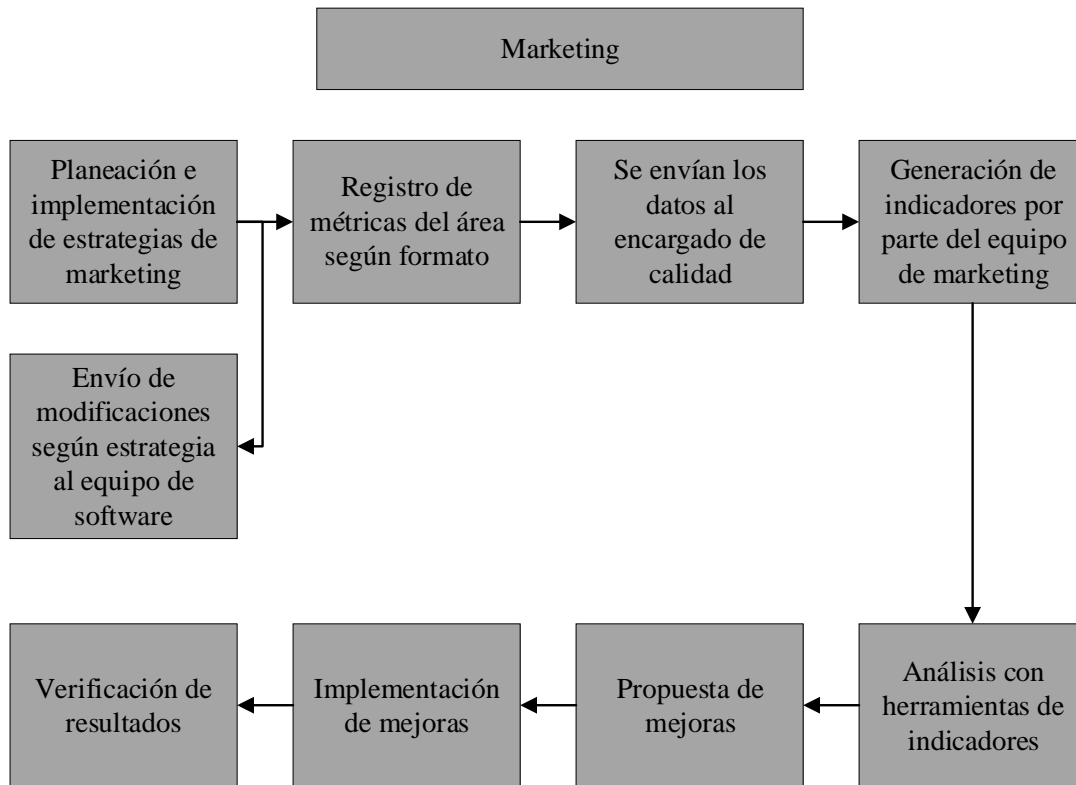 Marketing
Planeación e
implementación
de estrategias de
marketing
Registro de
métricas del área
según formato
Se envían los
datos al
encargado de
calidad
Generación de
indicadores por
parte del equipo
de marketing
Envío de
modificaciones
según estrategia
al equipo de
software
Análisis con
herramientas de
indicadores
Propuesta de
mejoras
Implementación
de mejoras
Verificación de
resultados